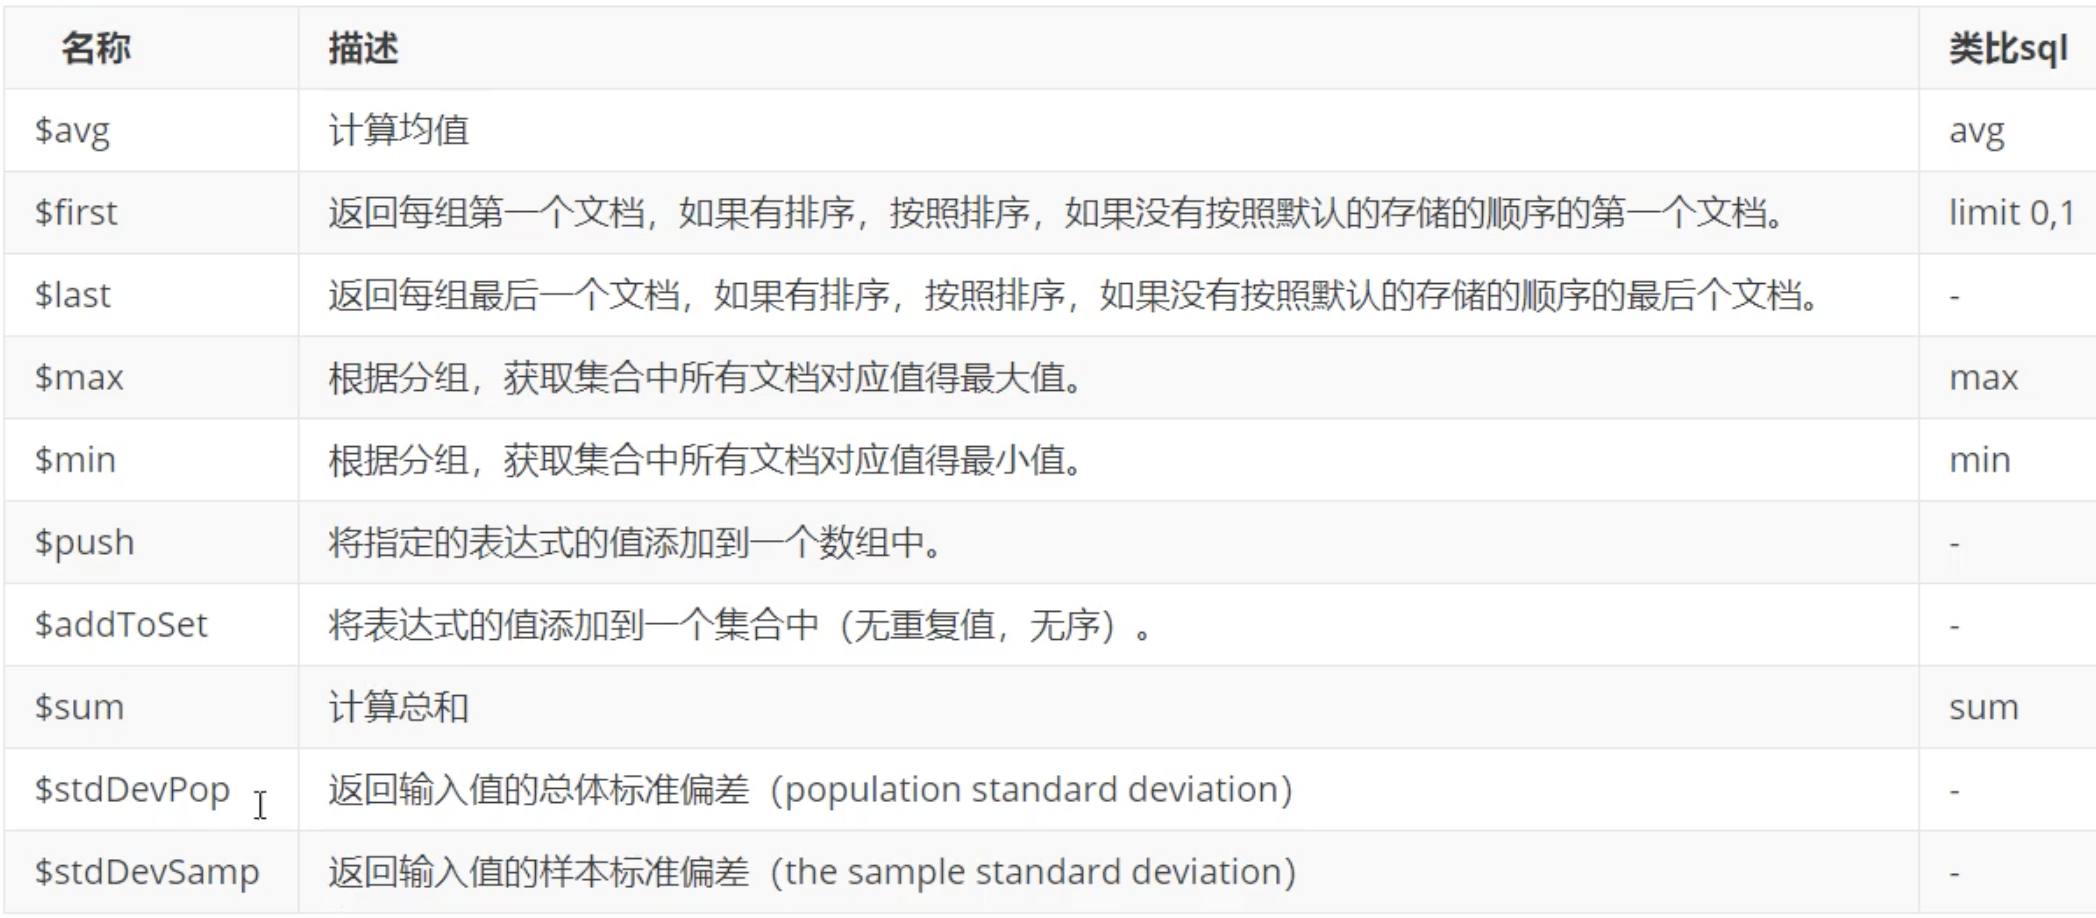 名称 描述 类比sql
$avg 计算均值 avg
$first 返回每组第一个文档，如果有排序，按照排序，如果没有按照默认的存储的顺序的第一个文档。 limit 0,1
$last 返回每组最后一个文档，如果有排序，按照排序，如果没有按照默认的存储的顺序的最后个文档。 -
$max 根据分组，获取集合中所有文档对应值得最大值。 max
$min 根据分组，获取集合中所有文档对应值得最小值。 min
$push 将指定的表达式的值添加到一个数组中。 -
$addToSet 将表达式的值添加到一个集合中（无重复值，无序）。 -
$sum 计算总和 sum
$stdDevPop 返回输入值的总体标准偏差（population standard deviation） -
$stdDevSamp 返回输入值的样本标准偏差（the sample standard deviation） -